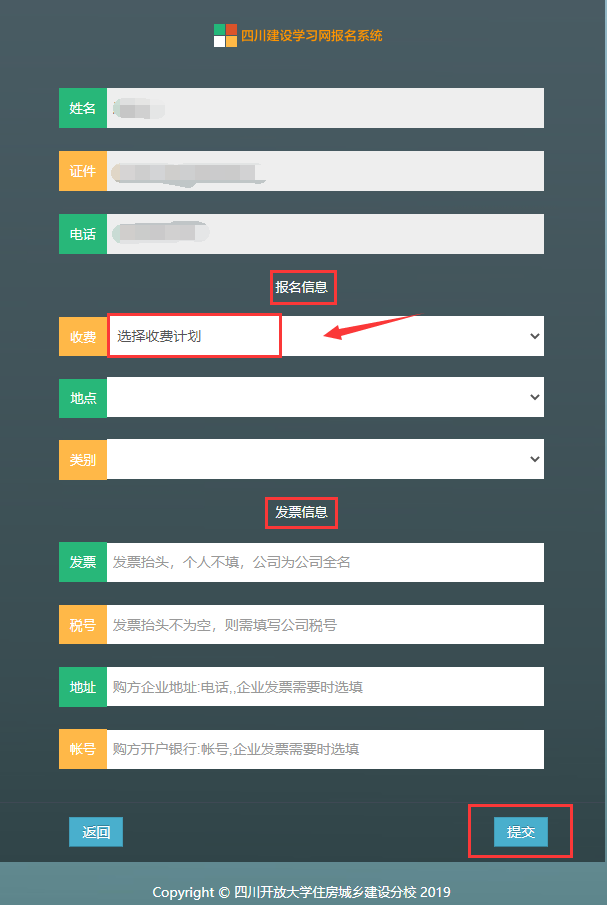 四川建设学习网报名系统
姓名
证件
电话
报名信息
收费 选择收费计划
地点
类别
发票信息
发票 发票抬头，个人不填，公司为公司全名
税号 发票抬头不为空，则需填写公司税号
地址 购方企业地址:电话,,企业发票需要时选填
帐号 购方开户银行:帐号,企业发票需要时选填
返回 提交
Copyright © 四川开放大学住房城乡建设分校 2019